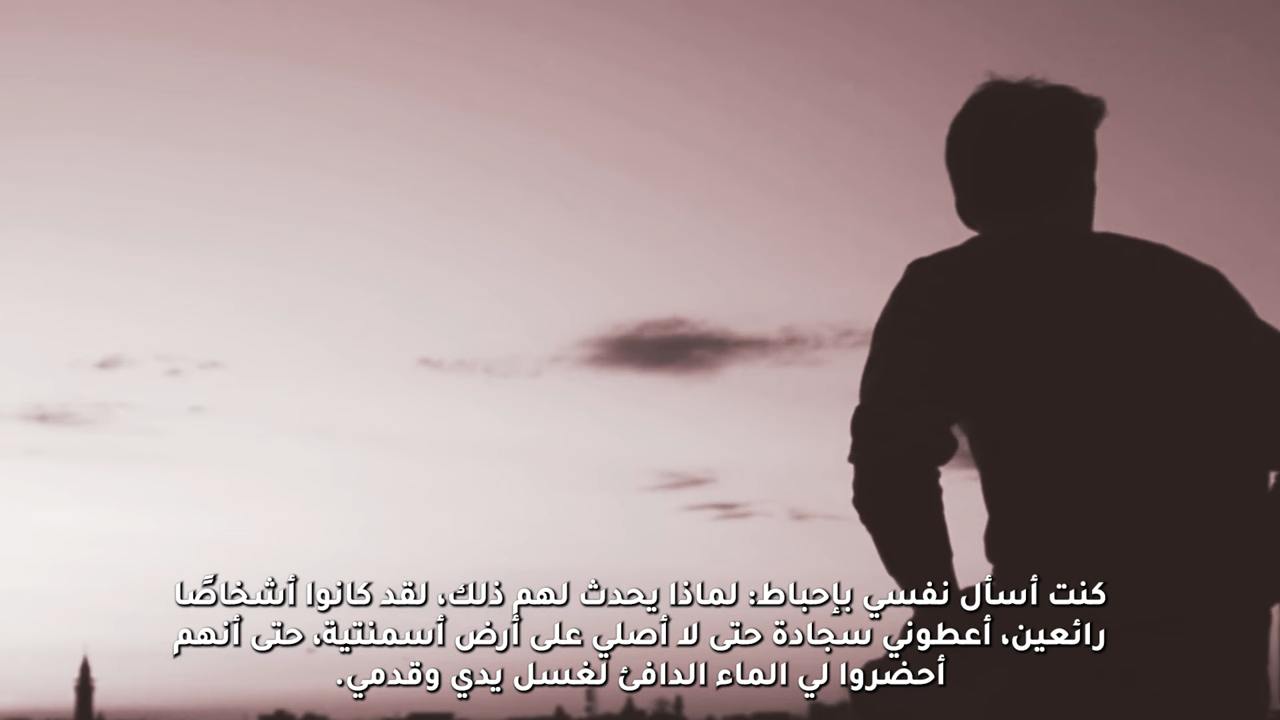 كنت أسأل نفسي بإحباط: لماذا يحدث لهم ذلك، لقد كانوا أشخاصًا
رائعين، أعطوني سجادة حتى لا أصلي على أرض أسمنتية، حتى أنهم
أحضروا لي الماء الدافئ لغسل يدي وقدمي.